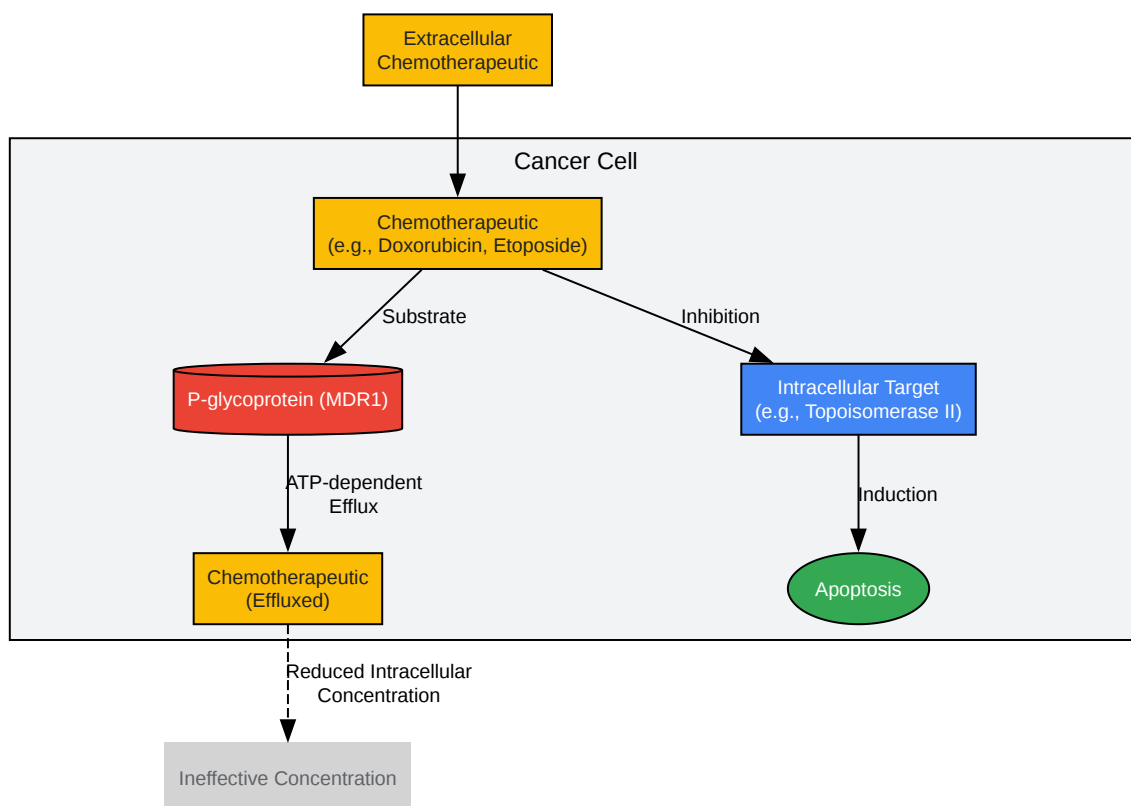 Extracellular
Chemotherapeutic
Cancer Cell
Chemotherapeutic
(e.g., Doxorubicin, Etoposide)
Substrate
Inhibition
P-glycoprotein (MDR1)
Intracellular Target
(e.g., Topoisomerase II)
ATP-dependent
Efflux
Induction
Chemotherapeutic
(Effluxed)
Apoptosis
Reduced Intracellular
Concentration
Ineffective Concentration